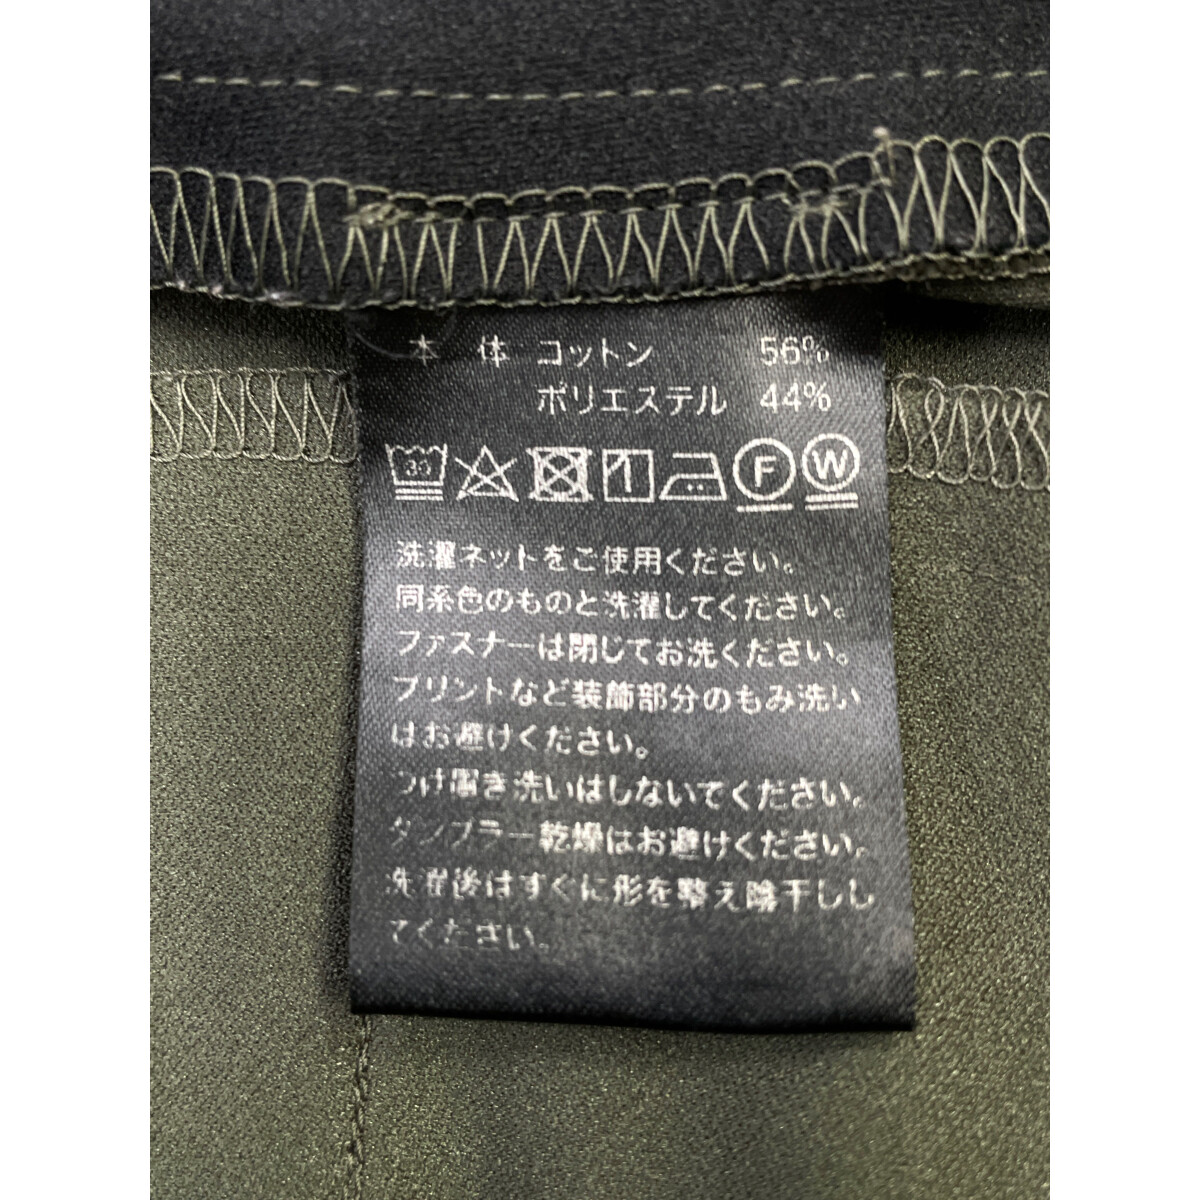 本 体 コットン 56%
ポリエステル 44%
30 1 F W
洗濯ネットをご使用ください。
同系色のものと洗濯してください。
ファスナーは閉じてお洗ください。
プリントなど装飾部分のもみ洗い
はお避けください。
つけ置き洗いはしないでください。
タンブラー乾燥はお避けください。
洗濯後はすぐに形を整え陰干しし
てください。